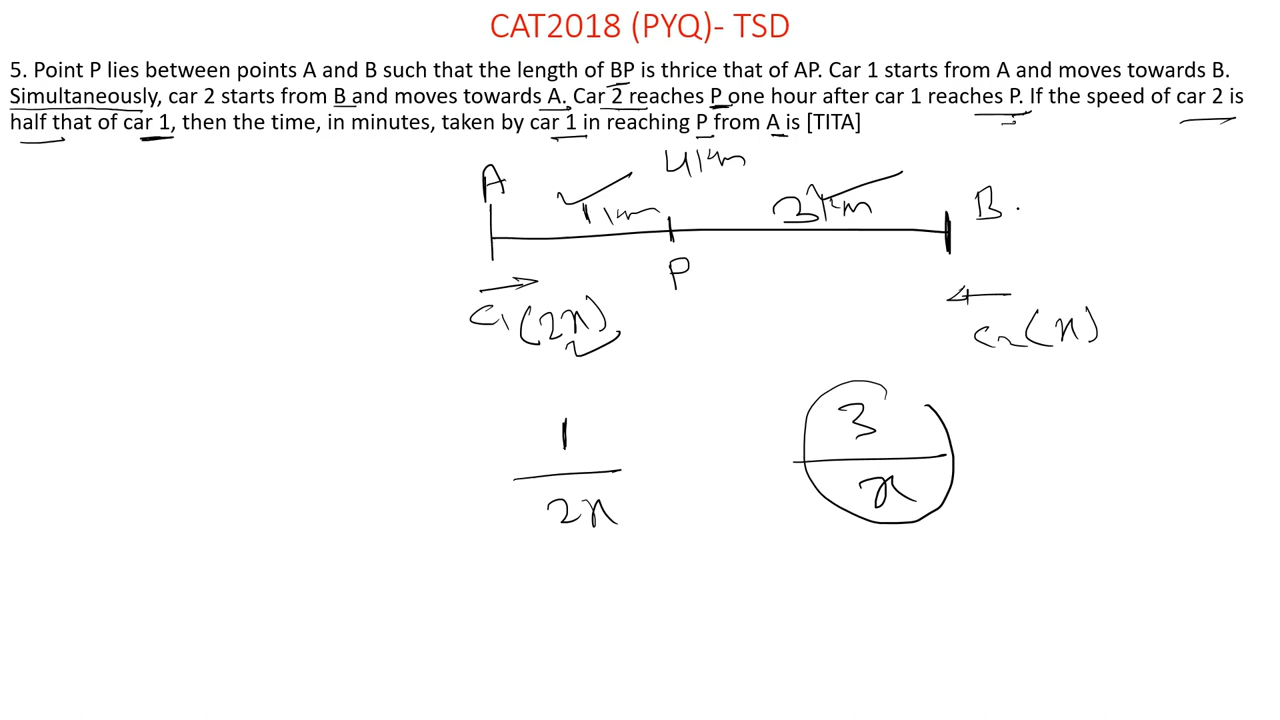 CAT2018 (PYQ)- TSD
5. Point P lies between points A and B such that the length of BP is thrice that of AP. Car 1 starts from A and moves towards B.
Simultaneously, car 2 starts from B and moves towards A. Car 2 reaches P one hour after car 1 reaches P. If the speed of car 2 is
half that of car 1, then the time, in minutes, taken by car 1 in reaching P from A is [TITA]
4km
A 1km 3km B.
P
C1(2x) C2(x)
1 3
2x x